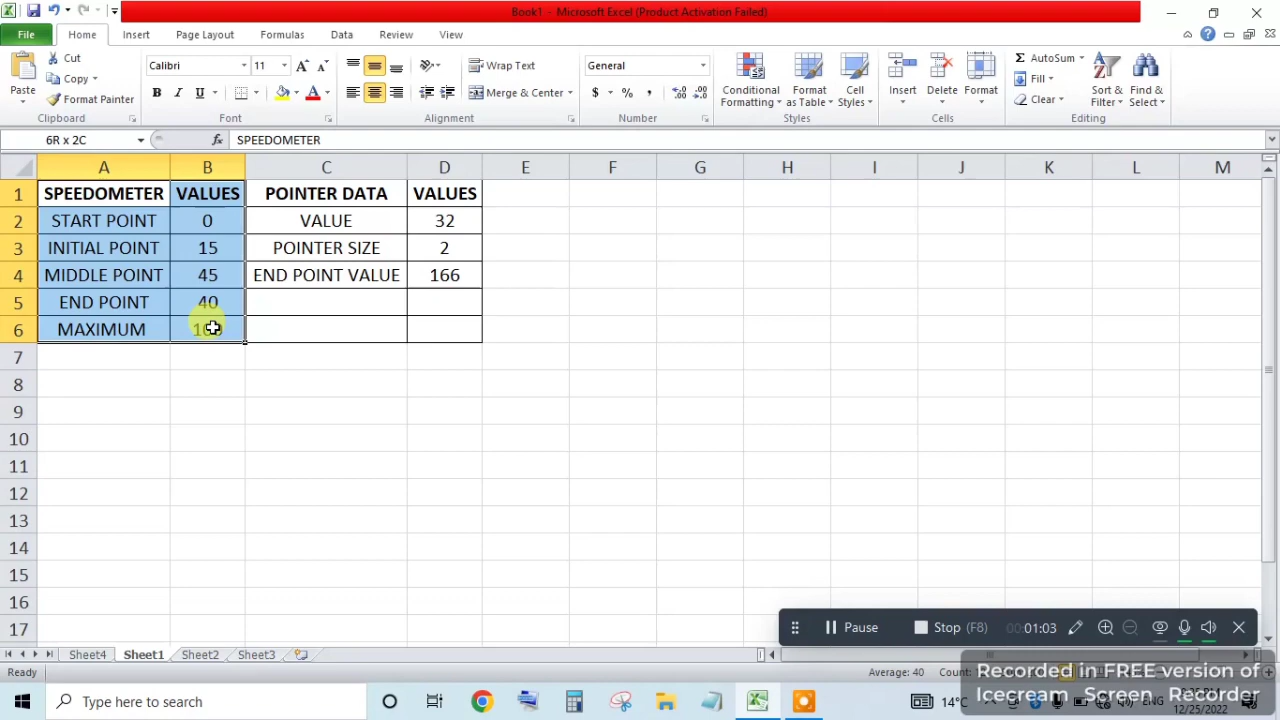 Book1 - Microsoft Excel (Product Activation Failed)
File Home Insert Page Layout Formulas Data Review View
Paste
Cut
Copy
Format Painter
Clipboard
Calibri 11
B I U
Font
Wrap Text
Merge & Center
Alignment
General
$ % ,
Number
Conditional Formatting
Format as Table
Cell Styles
Styles
Insert Delete Format
Cells
AutoSum
Fill
Clear
Sort & Filter
Find & Select
Editing
6R x 2C fx SPEEDOMETER
A B C D E F G H I J K L M
1 SPEEDOMETER VALUES POINTER DATA VALUES
2 START POINT 0 VALUE 32
3 INITIAL POINT 15 POINTER SIZE 2
4 MIDDLE POINT 45 END POINT VALUE 166
5 END POINT 40
6 MAXIMUM 100
7
8
9
10
11
12
13
14
15
16
17
Pause Stop (F8) 00:01:03
Sheet4 Sheet1 Sheet2 Sheet3
Ready Average: 40
Recorded in FREE version of
Icecream Screen Recorder
Type here to search
14°C
ENG
12/25/2022